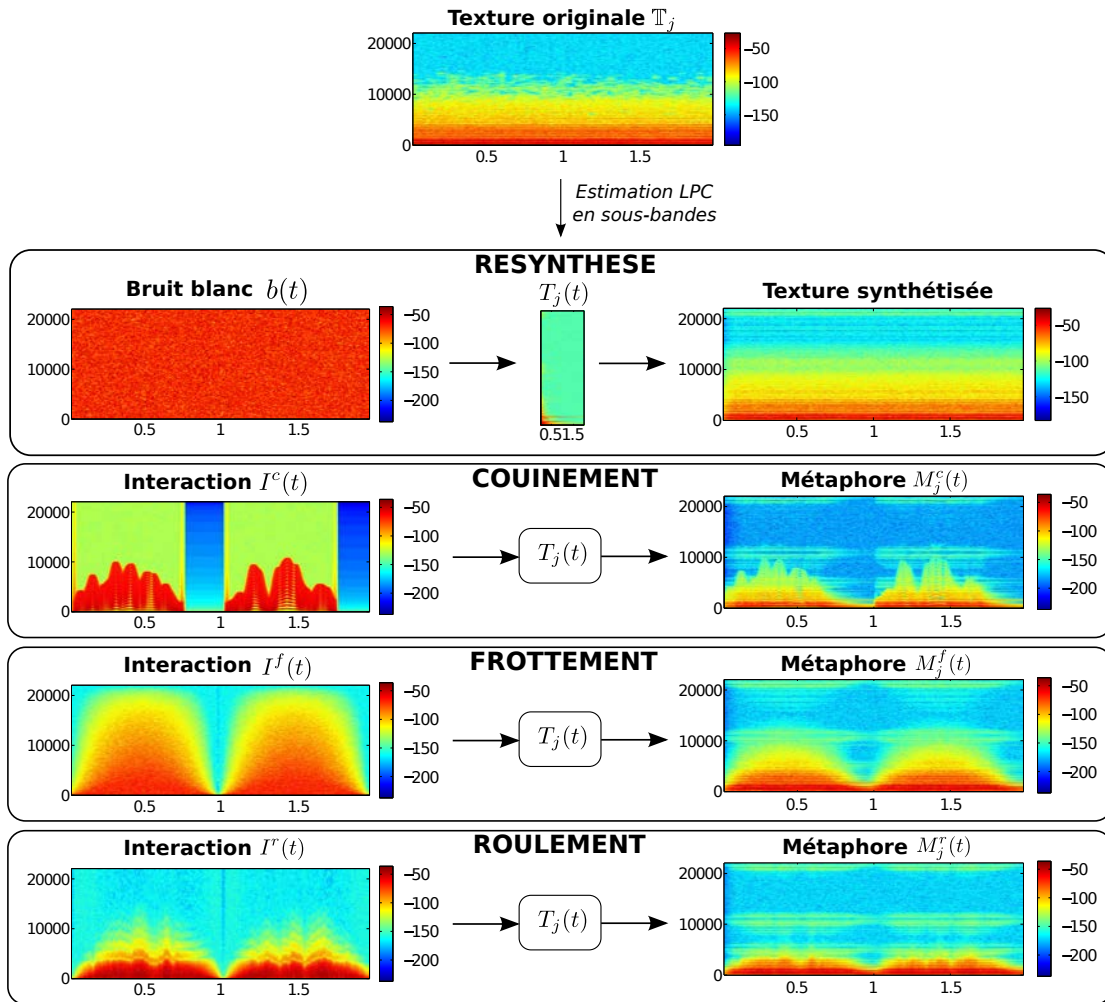 Texture originale 𝕋_j
20000
10000
0
0.5 1 1.5
−50
−100
−150
Estimation LPC
en sous-bandes
RESYNTHESE
Bruit blanc b(t)
20000
10000
0
0.5 1 1.5
−50
−100
−150
−200
T_j(t)
0.511.5
Texture synthétisée
20000
10000
0
0.5 1 1.5
−50
−100
−150
COUINEMENT
Interaction I^c(t)
20000
10000
0
0.5 1 1.5
−50
−100
−150
−200
T_j(t)
Métaphore M_j^c(t)
20000
10000
0
0.5 1 1.5
−50
−100
−150
−200
FROTTEMENT
Interaction I^f(t)
20000
10000
0
0.5 1 1.5
−50
−100
−150
−200
T_j(t)
Métaphore M_j^f(t)
20000
10000
0
0.5 1 1.5
−50
−100
−150
−200
ROULEMENT
Interaction I^r(t)
20000
10000
0
0.5 1 1.5
−50
−100
−150
−200
T_j(t)
Métaphore M_j^r(t)
20000
10000
0
0.5 1 1.5
−50
−100
−150
−200